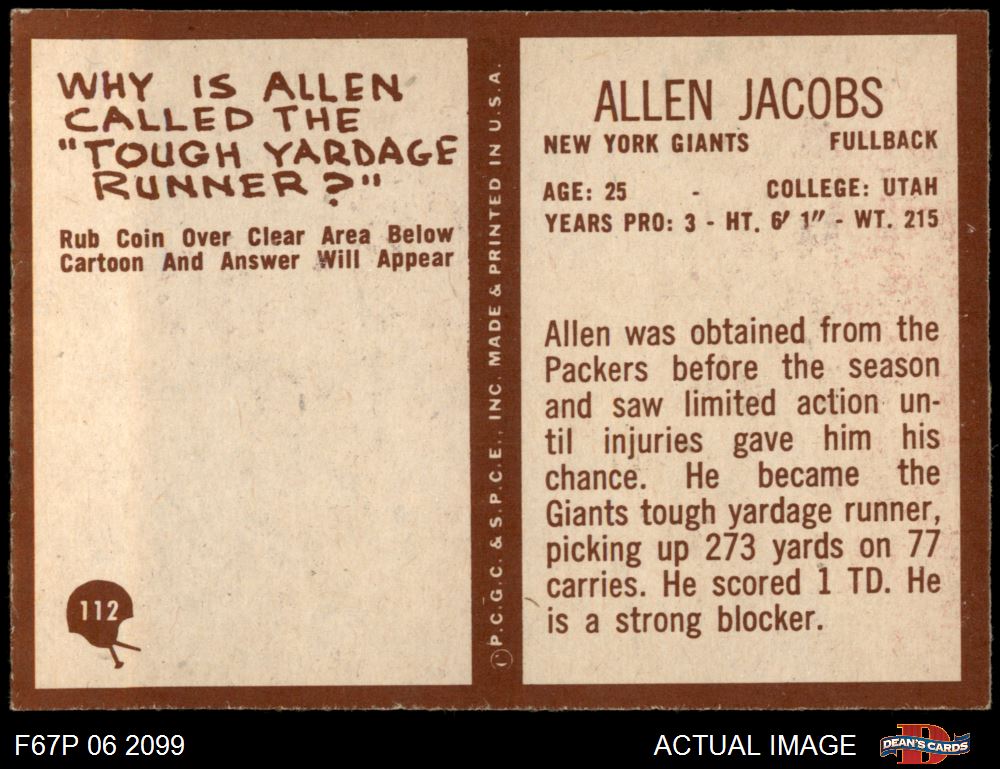 WHY IS ALLEN
CALLED THE
"TOUGH YARDAGE
RUNNER?"
Rub Coin Over Clear Area Below
Cartoon And Answer Will Appear
112
© P.C.G.C. & S.P.C.E., INC. MADE & PRINTED IN U.S.A.
ALLEN JACOBS
NEW YORK GIANTS FULLBACK
AGE: 25 - COLLEGE: UTAH
YEARS PRO: 3 - HT. 6' 1" - WT. 215
Allen was obtained from the
Packers before the season
and saw limited action un-
til injuries gave him his
chance. He became the
Giants tough yardage runner,
picking up 273 yards on 77
carries. He scored 1 TD. He
is a strong blocker.
F67P 06 2099
ACTUAL IMAGE
DEAN'S CARDS